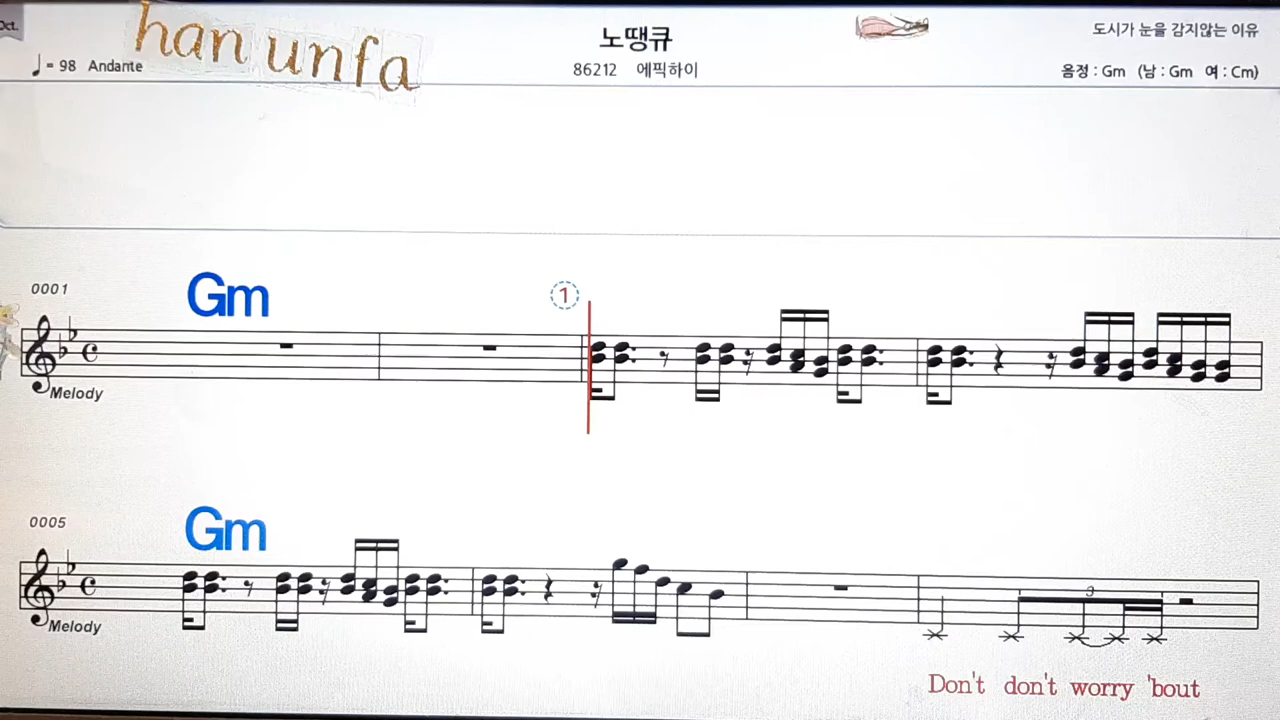 Oct.
han unfa
노땡큐
도시가 눈을 감지않는 이유
♩= 98 Andante
86212 에픽하이
음정 : Gm (남 : Gm 여 : Cm)
0001
Gm
1
Melody
0005
Gm
3
Melody
Don't don't worry 'bout